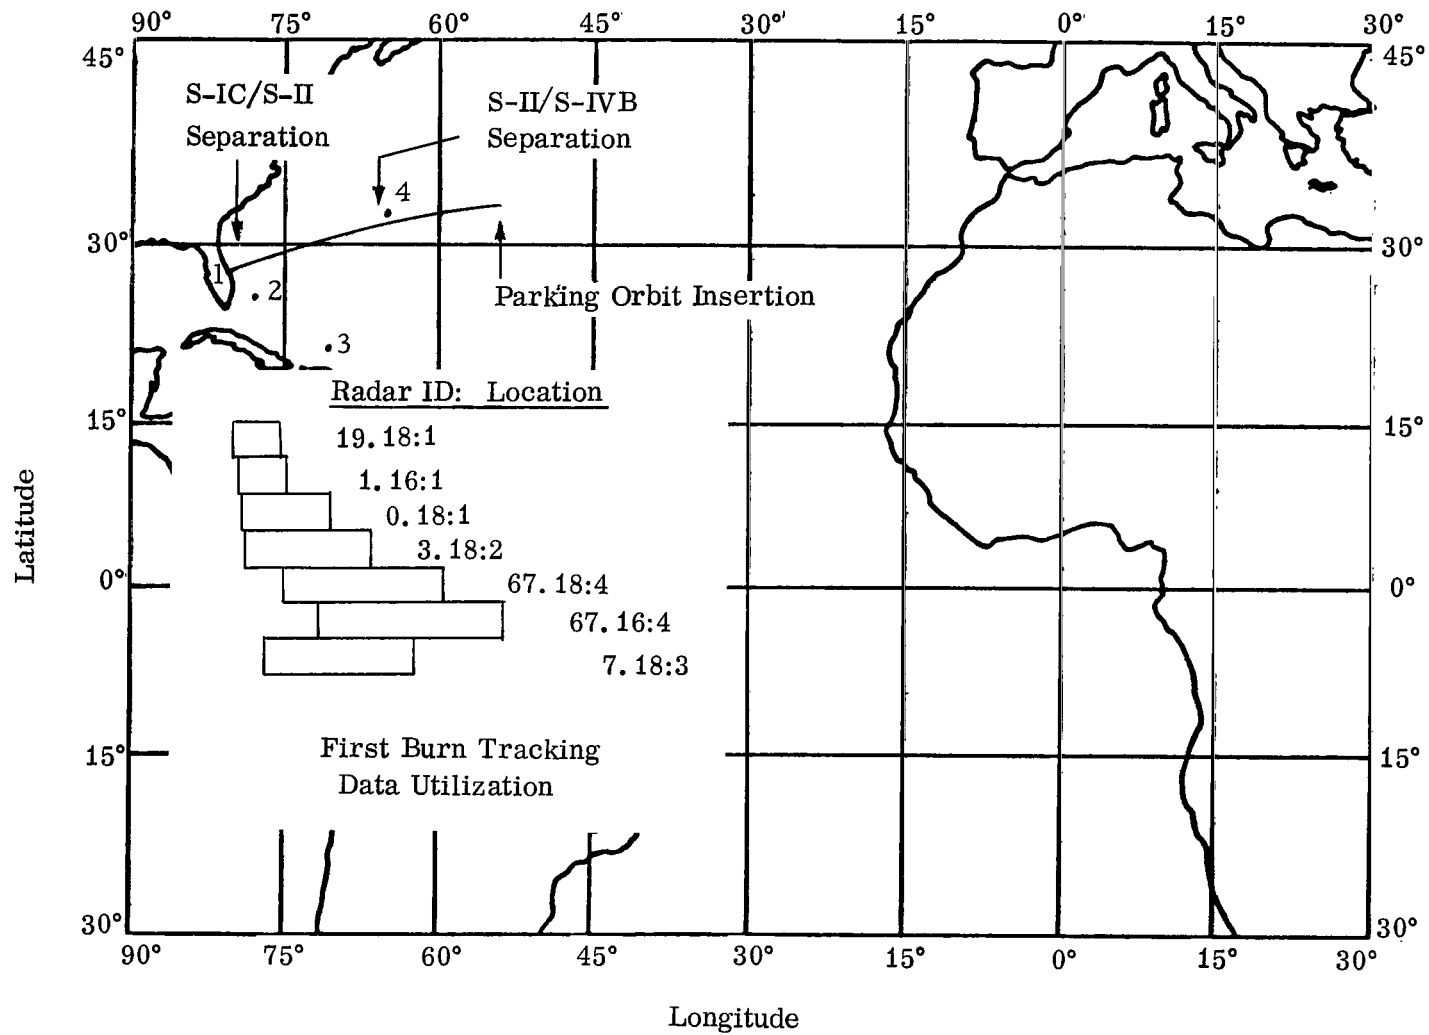 90° 75° 60° 45° 15° 0° 15° 30°
45° 45°
S-IC/S-II
Separation
S-II/S-IVB
Separation
4
30° 30°
1
2
Parking Orbit Insertion
3
Radar ID: Location
15° 15°
19.18:1
1.16:1
0.18:1
3.18:2
0° 0°
67.18:4
67.16:4
7.18:3
Latitude
15° 15°
First Burn Tracking
Data Utilization
30° 30°
90° 75° 60° 45° 30° 15° 0° 15° 30°
Longitude